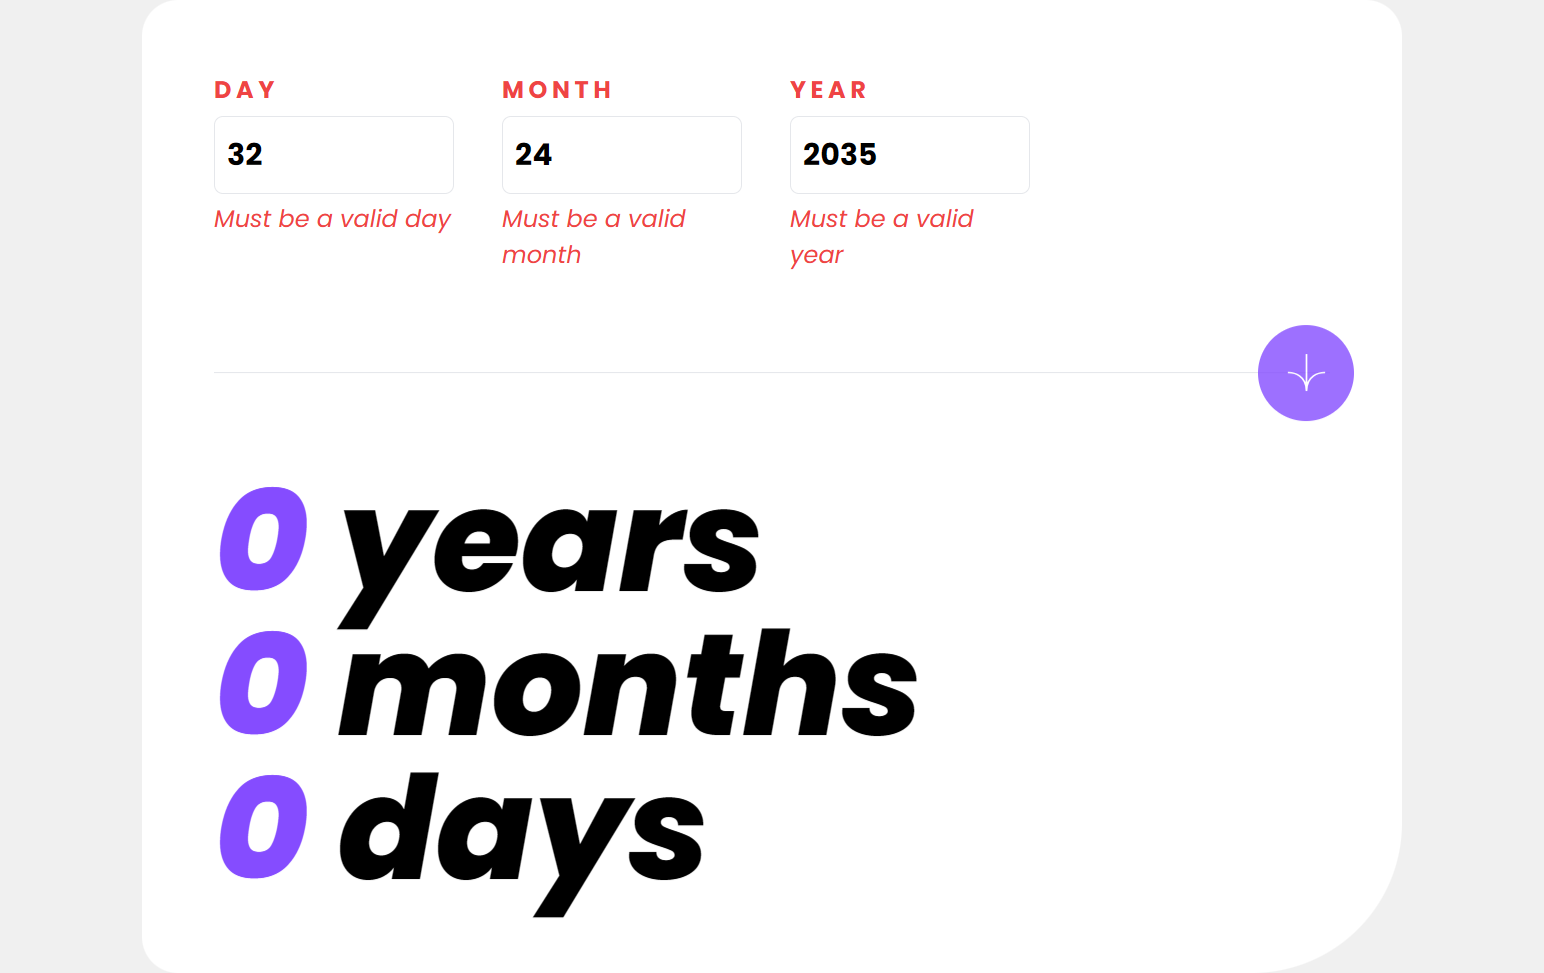 DAY MONTH YEAR
32 24 2035
Must be a valid day Must be a valid Must be a valid
month year
0 years
0 months
0 days